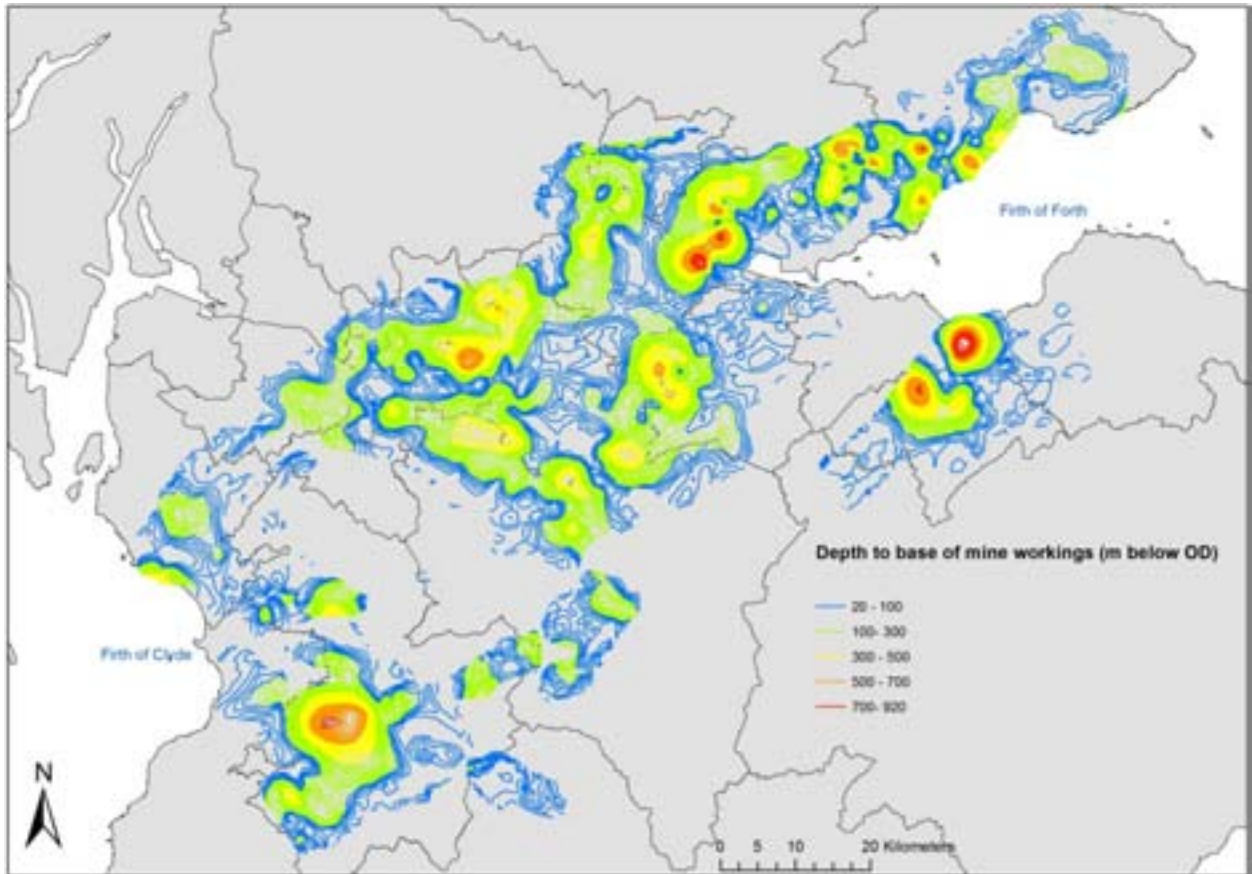 Firth of Forth
Depth to base of mine workings (m below OD)
20 - 100
100- 300
300 - 500
500 - 700
700- 920
Firth of Clyde
N
0 5 10 20 Kilometers